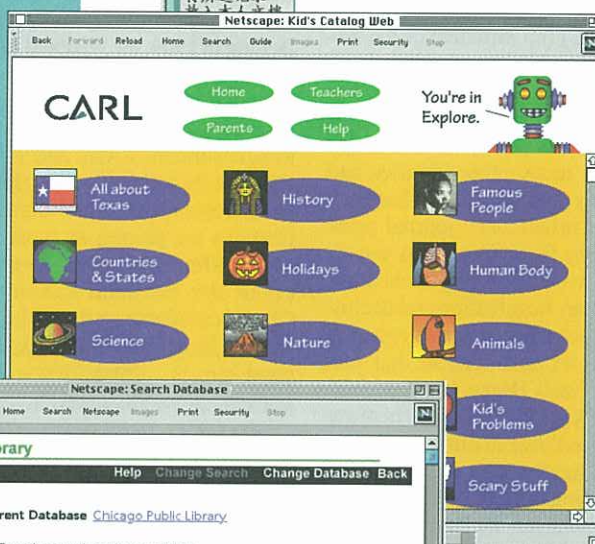 Netscape: Kid's Catalog Web
Back Forward Reload Home Search Guide Images Print Security Stop
CARL
Home
Teachers
Parents
Help
You're in
Explore.
All about
Texas
History
Famous
People
Countries
& States
Holidays
Human Body
Science
Nature
Animals
Kid's
Problems
Scary Stuff
Netscape: Search Database
Home Search Netscape Images Print Security Stop
rary
Help Change Search Change Database Back
rent Database Chicago Public Library